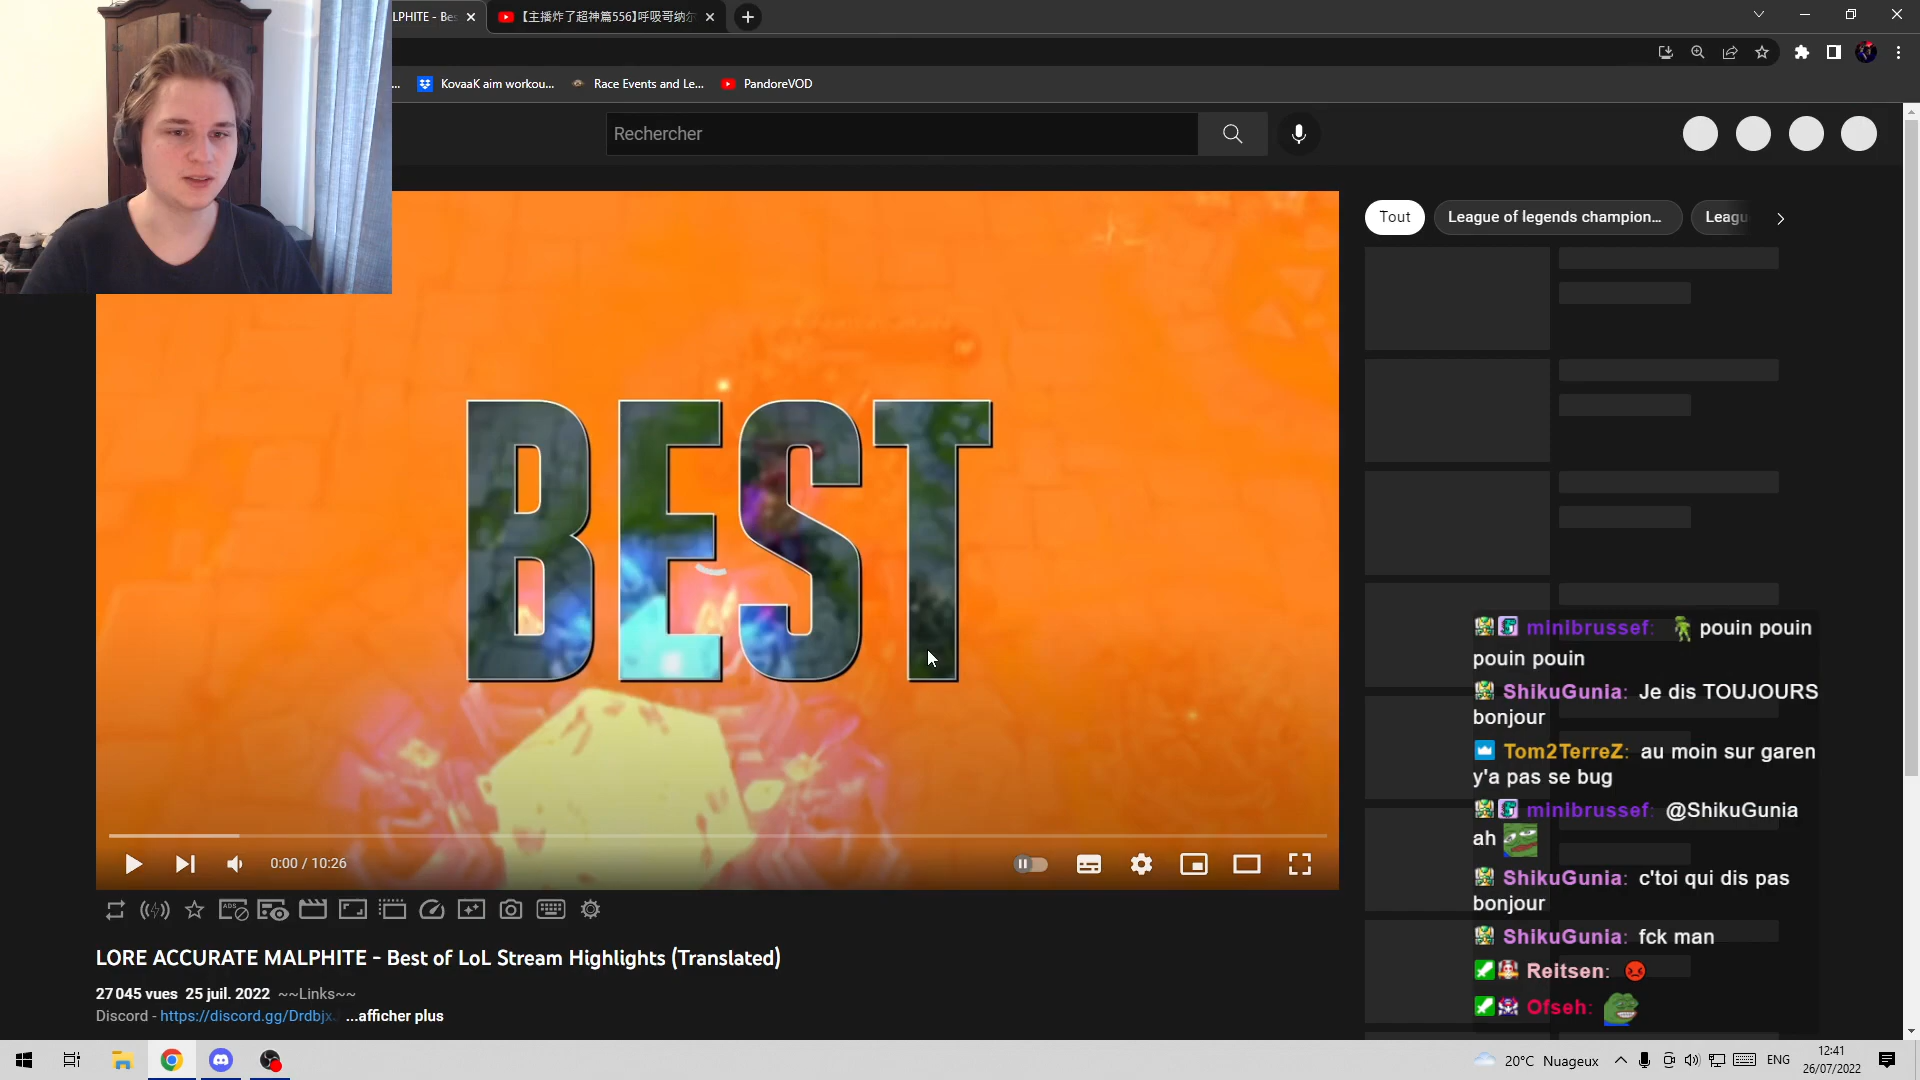 LPHITE - Bes
【主播炸了超神篇556】呼吸哥纳尔
...
KovaaK aim workou...
Race Events and Le...
PandoreVOD
Rechercher
Tout
League of legends champion...
Leagu
BEST
0:00 / 10:26
ADS
LORE ACCURATE MALPHITE - Best of LoL Stream Highlights (Translated)
27 045 vues 25 juil. 2022 ~~Links~~
Discord - https://discord.gg/Drdbjx ...afficher plus
minibrussef: pouin pouin
pouin pouin
ShikuGunia: Je dis TOUJOURS
bonjour
Tom2TerreZ: au moin sur garen
y'a pas se bug
minibrussef: @ShikuGunia
ah
ShikuGunia: c'toi qui dis pas
bonjour
ShikuGunia: fck man
Reitsen:
Ofseh:
20°C Nuageux
ENG
12:41
26/07/2022